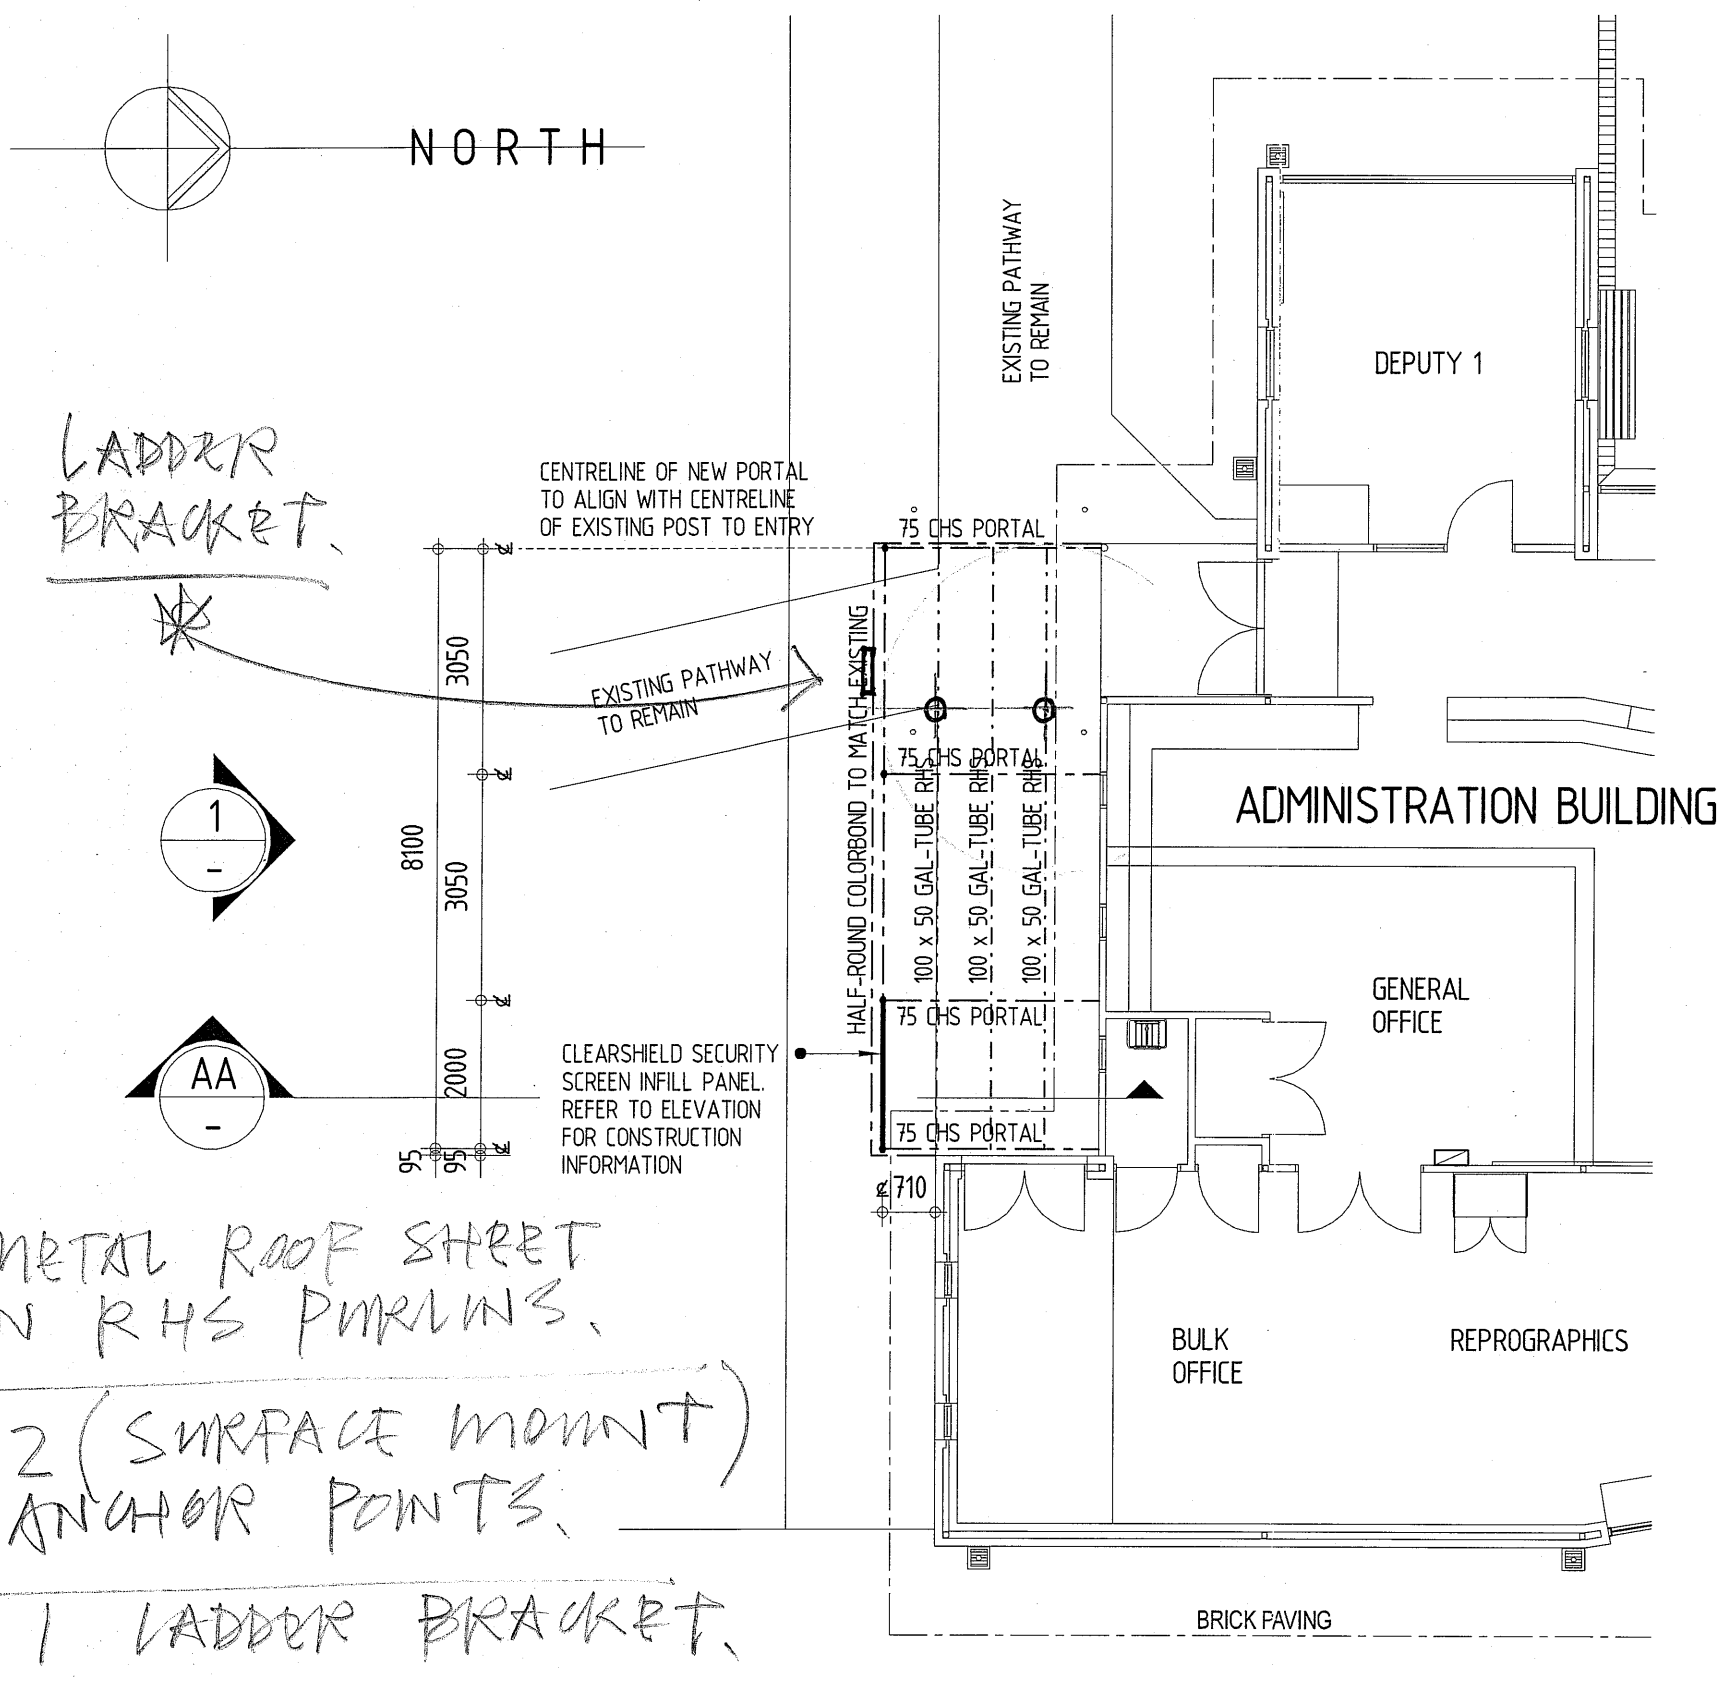 NORTH
EXISTING PATHWAY
TO REMAIN
DEPUTY 1
LADDER
BRACKET.
CENTRELINE OF NEW PORTAL
TO ALIGN WITH CENTRELINE
OF EXISTING POST TO ENTRY
75 CHS PORTAL
3050
HALF-ROUND COLORBOND TO MATCH EXISTING
EXISTING PATHWAY
TO REMAIN
75 CHS PORTAL
1
-
8100
3050
100 x 50 GAL-TUBE RHS
100 x 50 GAL-TUBE RHS
100 x 50 GAL-TUBE RHS
ADMINISTRATION BUILDING
GENERAL
OFFICE
75 CHS PORTAL
AA
-
2000
CLEARSHIELD SECURITY
SCREEN INFILL PANEL.
REFER TO ELEVATION
FOR CONSTRUCTION
INFORMATION
75 CHS PORTAL
95
95
710
METAL ROOF SHEET
N RHS PURLINS.
BULK
OFFICE
REPROGRAPHICS
2 (SURFACE MOUNT)
ANCHOR POINTS.
1 LADDER BRACKET.
BRICK PAVING